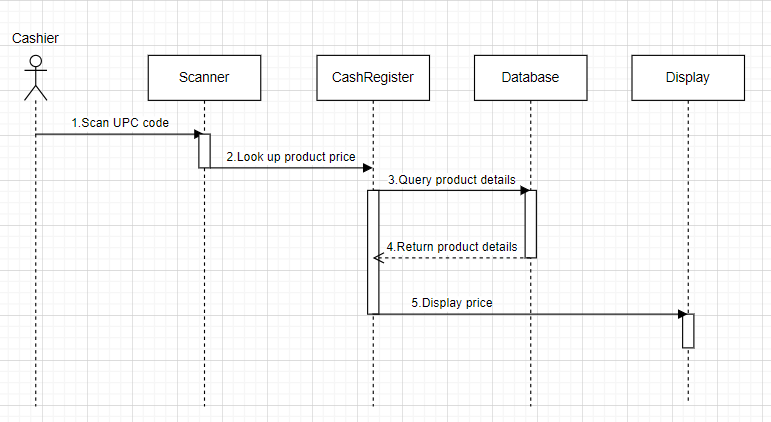 Cashier
Scanner
CashRegister
Database
Display
1.Scan UPC code
2.Look up product price
3.Query product details
4.Return product details
5.Display price